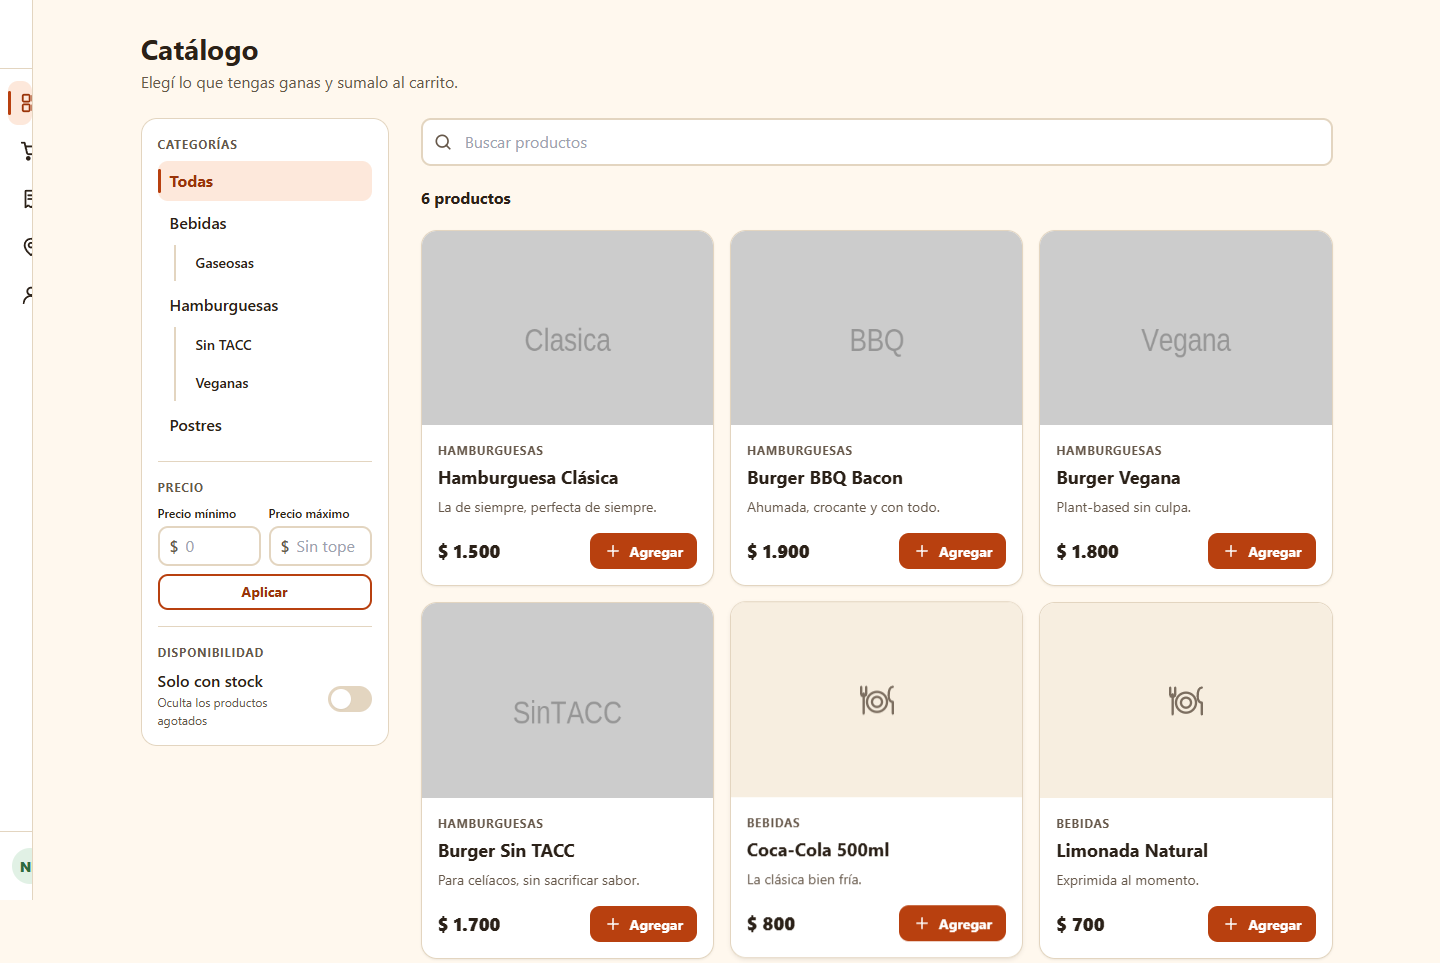 Catálogo
Elegí lo que tengas ganas y sumalo al carrito.
CATEGORÍAS
Todas
Bebidas
Gaseosas
Hamburguesas
Sin TACC
Veganas
Postres
PRECIO
Precio mínimo
Precio máximo
$ 0
$ Sin tope
Aplicar
DISPONIBILIDAD
Solo con stock
Oculta los productos
agotados
N
Buscar productos
6 productos
Clasica
HAMBURGUESAS
Hamburguesa Clásica
La de siempre, perfecta de siempre.
$ 1.500
+ Agregar
BBQ
HAMBURGUESAS
Burger BBQ Bacon
Ahumada, crocante y con todo.
$ 1.900
+ Agregar
Vegana
HAMBURGUESAS
Burger Vegana
Plant-based sin culpa.
$ 1.800
+ Agregar
SinTACC
HAMBURGUESAS
Burger Sin TACC
Para celíacos, sin sacrificar sabor.
$ 1.700
+ Agregar
BEBIDAS
Coca-Cola 500ml
La clásica bien fría.
$ 800
+ Agregar
BEBIDAS
Limonada Natural
Exprimida al momento.
$ 700
+ Agregar